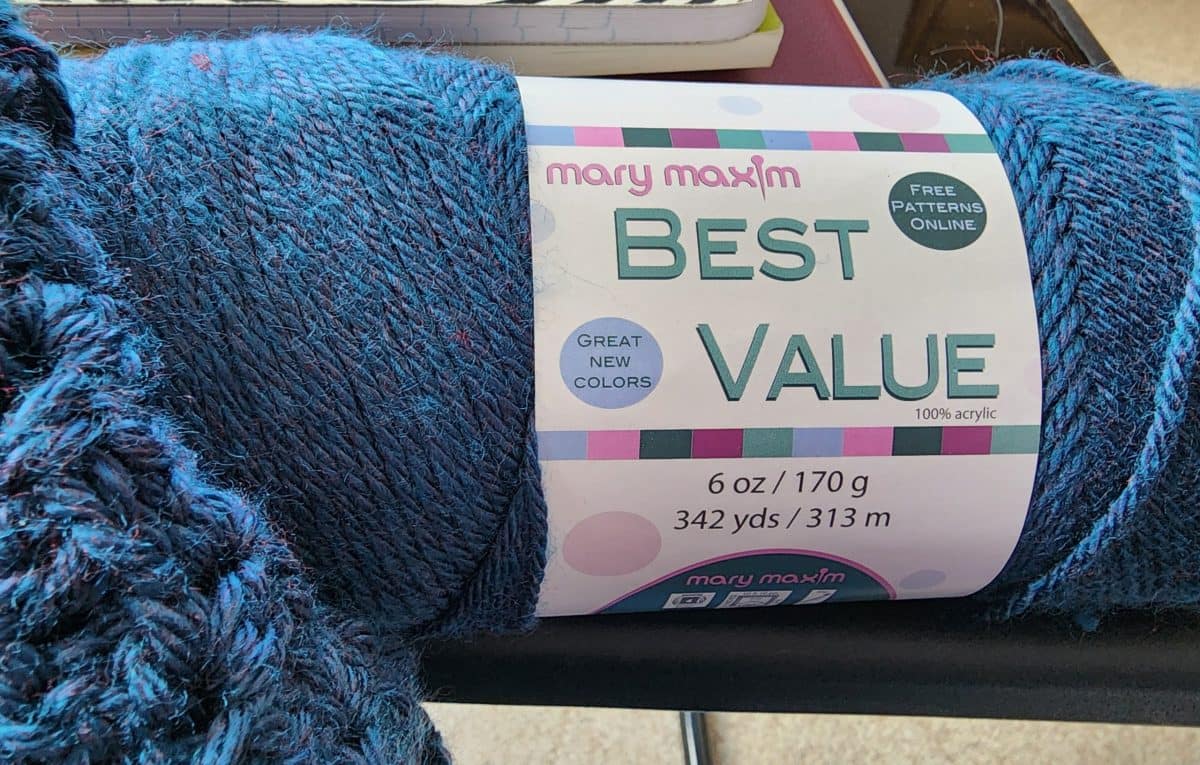 mary maxim
BEST
VALUE
FREE
PATTERNS
ONLINE
GREAT
NEW
COLORS
100% acrylic
6 oz / 170 g
342 yds / 313 m
mary maxim